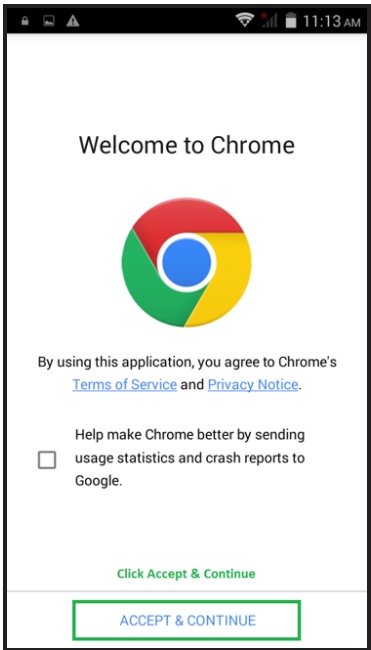 11:13 AM
Welcome to Chrome
By using this application, you agree to Chrome's
Terms of Service and Privacy Notice.
Help make Chrome better by sending
usage statistics and crash reports to
Google.
Click Accept & Continue
ACCEPT & CONTINUE